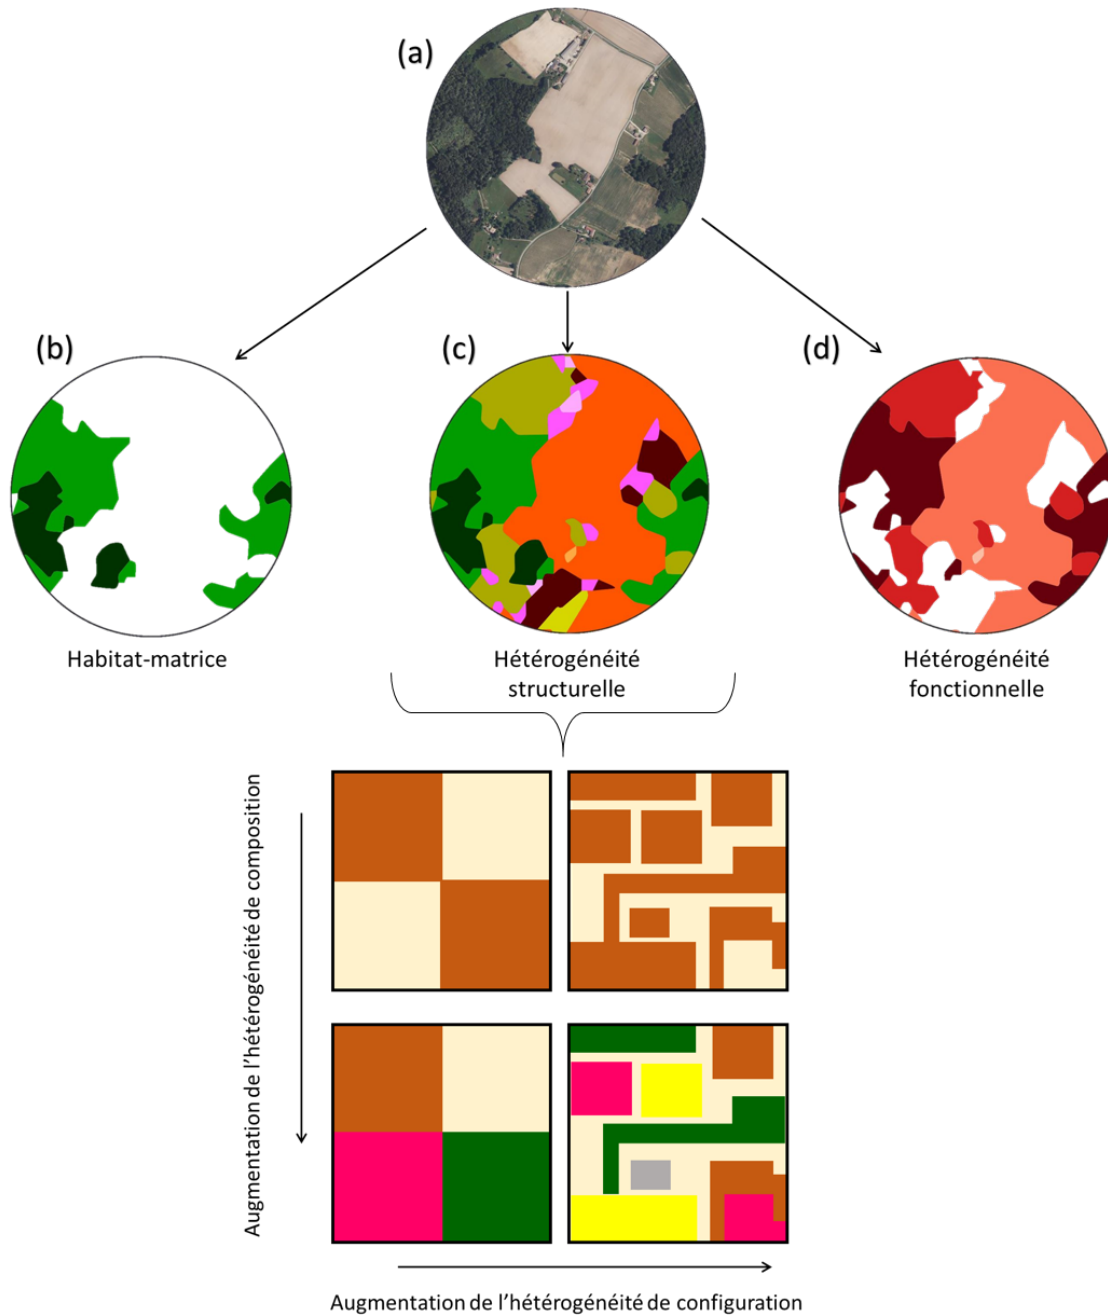 (a)
(b)
(c)
(d)
Habitat-matrice
Hétérogénéité
structurelle
Hétérogénéité
fonctionnelle
Augmentation de l'hétérogénéité de composition
Augmentation de l'hétérogénéité de configuration